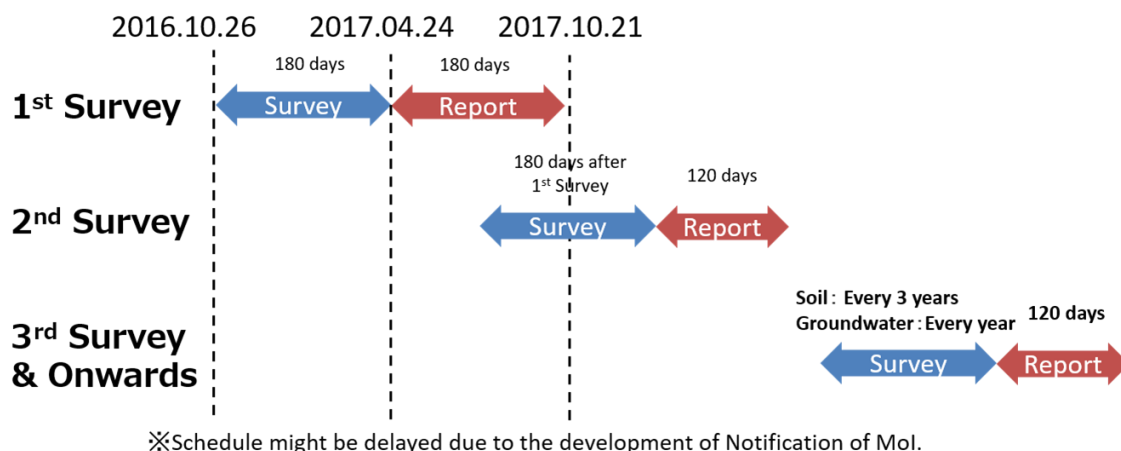 2016.10.26 2017.04.24 2017.10.21
180 days 180 days
1st Survey
Survey Report
180 days after
1st Survey
120 days
2nd Survey
Survey Report
Soil : Every 3 years
Groundwater : Every year
120 days
3rd Survey
& Onwards
Survey Report
※Schedule might be delayed due to the development of Notification of MoI.